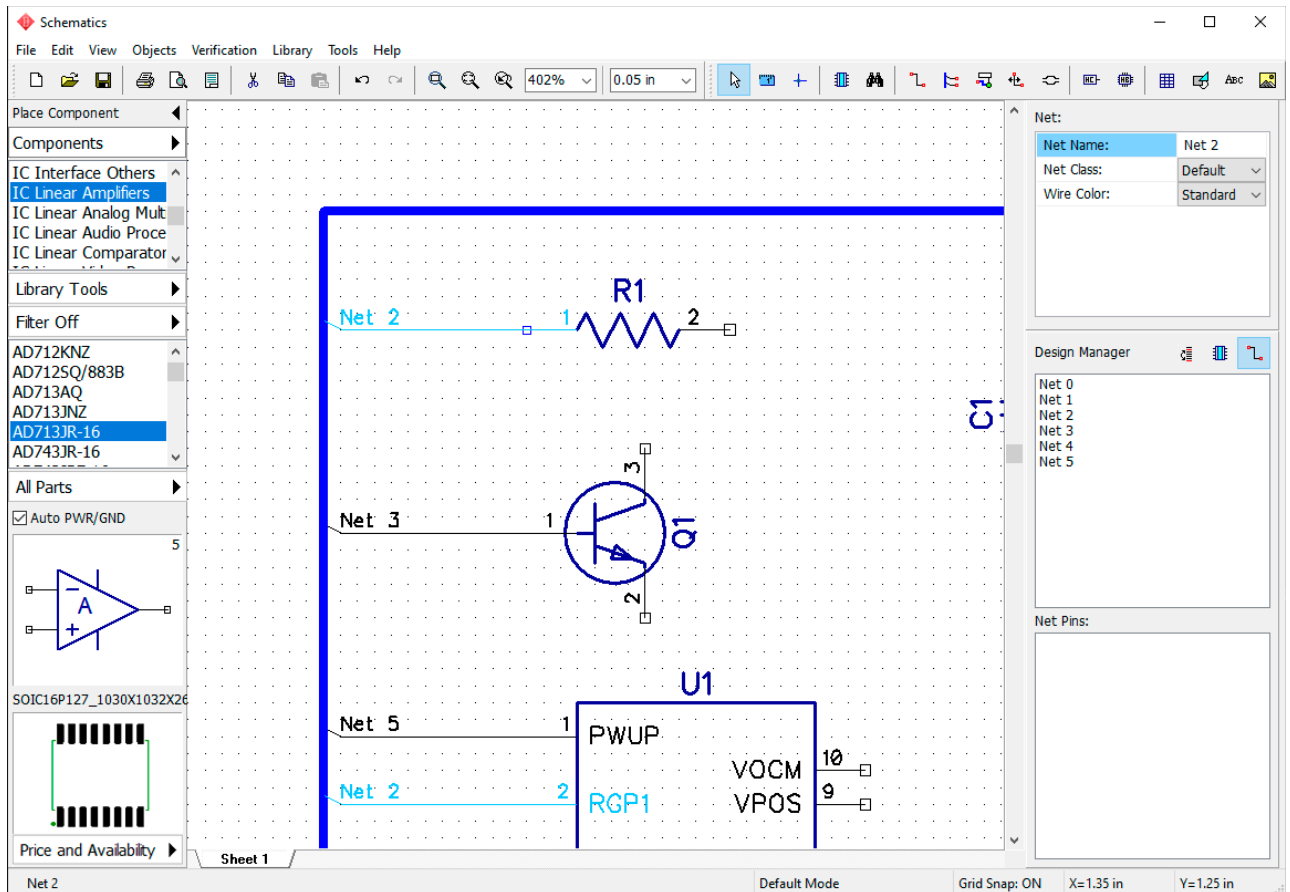 Schematics
File Edit View Objects Verification Library Tools Help
402% 0.05 in ABC
Place Component
Components
IC Interface Others
IC Linear Amplifiers
IC Linear Analog Mult
IC Linear Audio Proce
IC Linear Comparator
Library Tools
Filter Off
AD712KNZ
AD712SQ/883B
AD713AQ
AD713JNZ
AD713JR-16
AD743JR-16
All Parts
Auto PWR/GND
5
A
SOIC16P127_1030X1032X26
Price and Availability
R1
Net 2 1 2
C1
3
Net 3 1 Q1
2
U1
Net 5 1 PWUP
VOCM 10
Net 2 2 RGP1
VPOS 9
Sheet 1
Net:
Net Name: Net 2
Net Class: Default
Wire Color: Standard
Design Manager
Net 0
Net 1
Net 2
Net 3
Net 4
Net 5
Net Pins:
Net 2 Default Mode Grid Snap: ON X=1.35 in Y=1.25 in